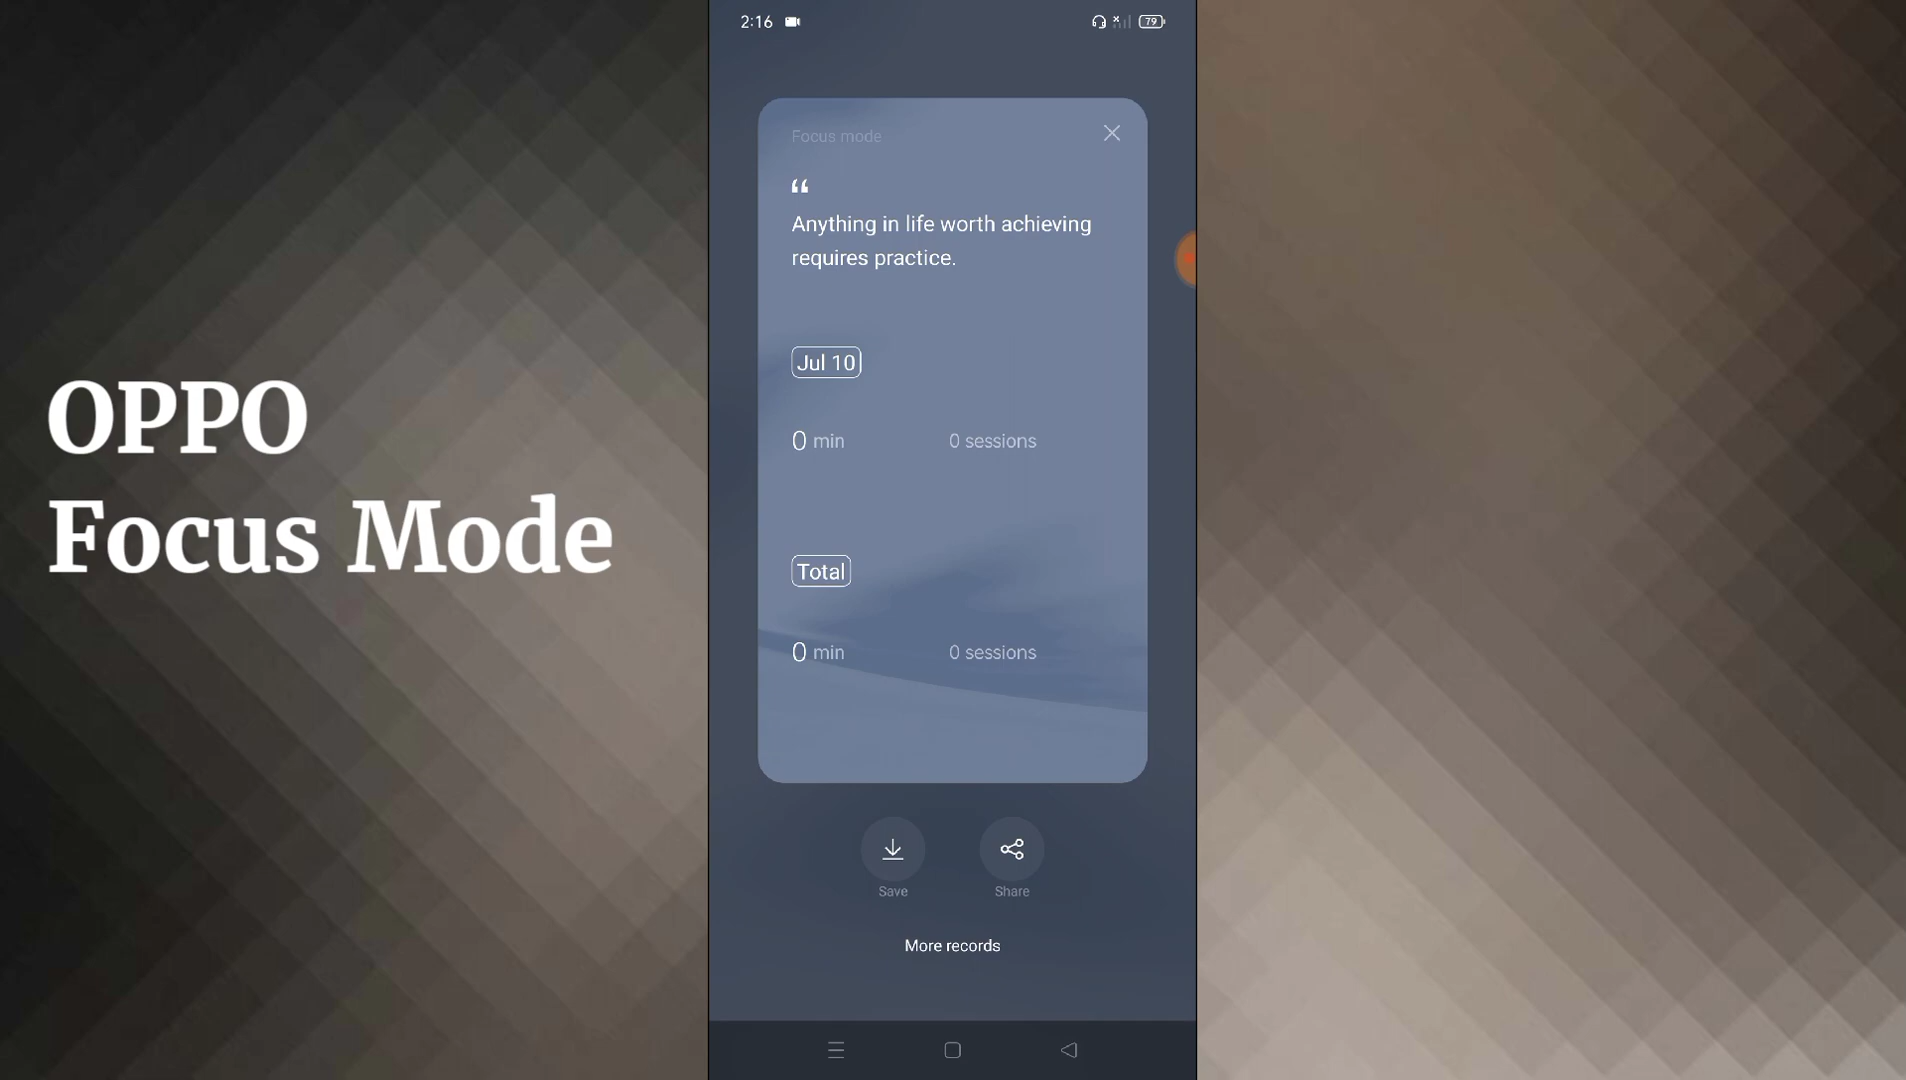 OPPO
Focus Mode
2:16
79
Focus mode
“
Anything in life worth achieving
requires practice.
Jul 10
0 min 0 sessions
Total
0 min 0 sessions
Save Share
More records